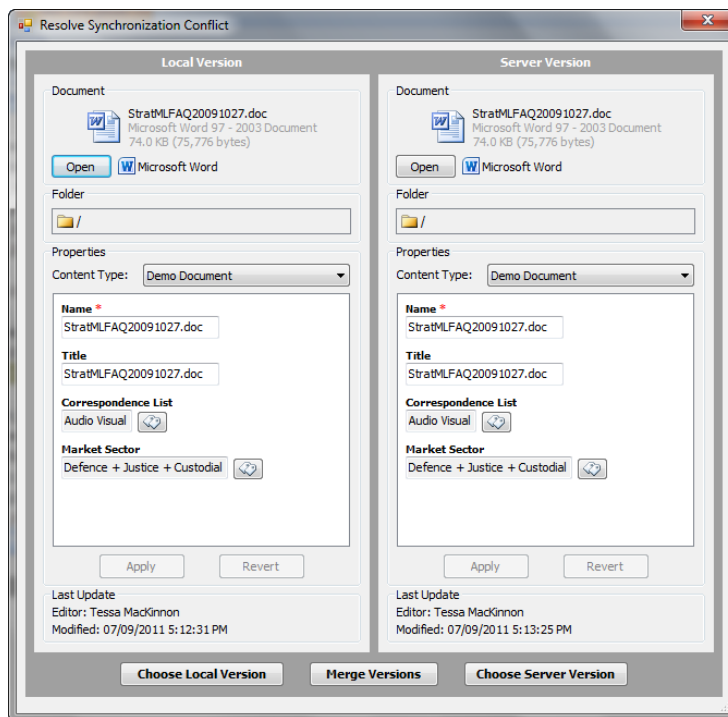 Resolve Synchronization Conflict
Local Version
Document
StratMLFAQ20091027.doc
Microsoft Word 97 - 2003 Document
74.0 KB (75,776 bytes)
Open
Microsoft Word
Folder
/
Properties
Content Type: Demo Document
Name *
StratMLFAQ20091027.doc
Title
StratMLFAQ20091027.doc
Correspondence List
Audio Visual
Market Sector
Defence + Justice + Custodial
Apply Revert
Last Update
Editor: Tessa MacKinnon
Modified: 07/09/2011 5:12:31 PM
Server Version
Document
StratMLFAQ20091027.doc
Microsoft Word 97 - 2003 Document
74.0 KB (75,776 bytes)
Open
Microsoft Word
Folder
/
Properties
Content Type: Demo Document
Name *
StratMLFAQ20091027.doc
Title
StratMLFAQ20091027.doc
Correspondence List
Audio Visual
Market Sector
Defence + Justice + Custodial
Apply Revert
Last Update
Editor: Tessa MacKinnon
Modified: 07/09/2011 5:13:25 PM
Choose Local Version Merge Versions Choose Server Version